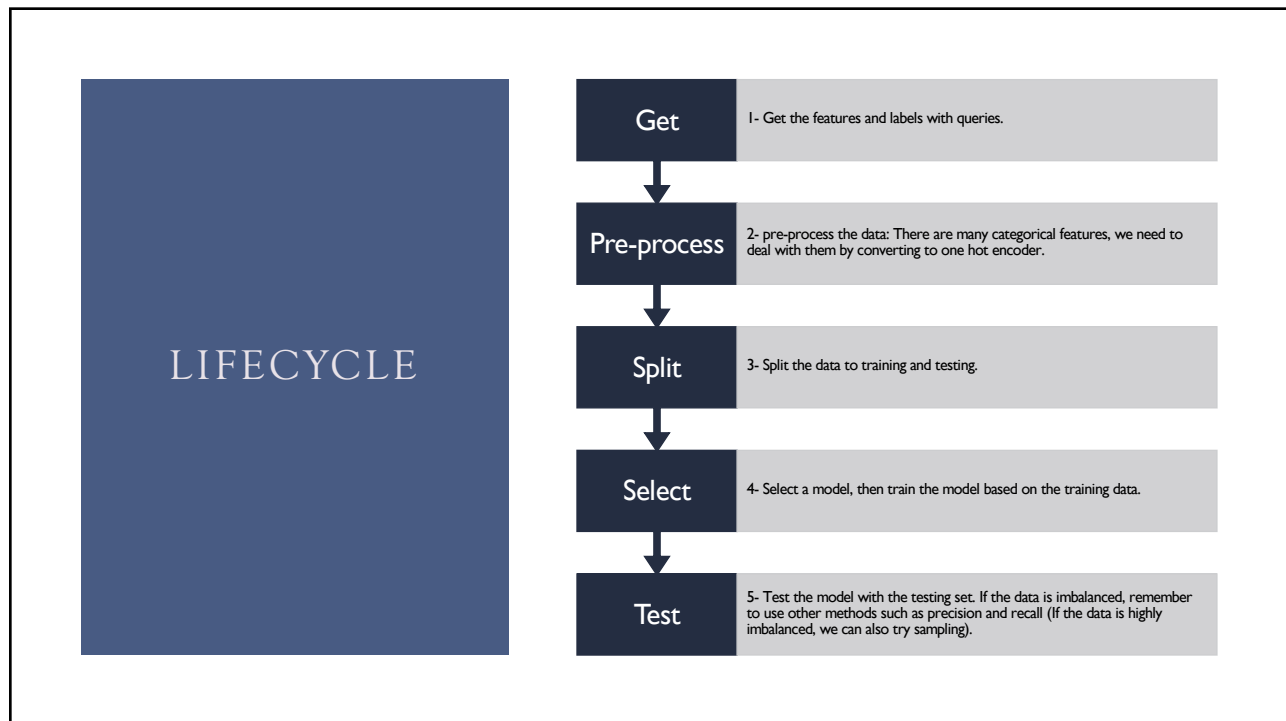 LIFECYCLE
Get
1- Get the features and labels with queries.
Pre-process
2- pre-process the data: There are many categorical features, we need to
deal with them by converting to one hot encoder.
Split
3- Split the data to training and testing.
Select
4- Select a model, then train the model based on the training data.
Test
5- Test the model with the testing set. If the data is imbalanced, remember
to use other methods such as precision and recall (If the data is highly
imbalanced, we can also try sampling).